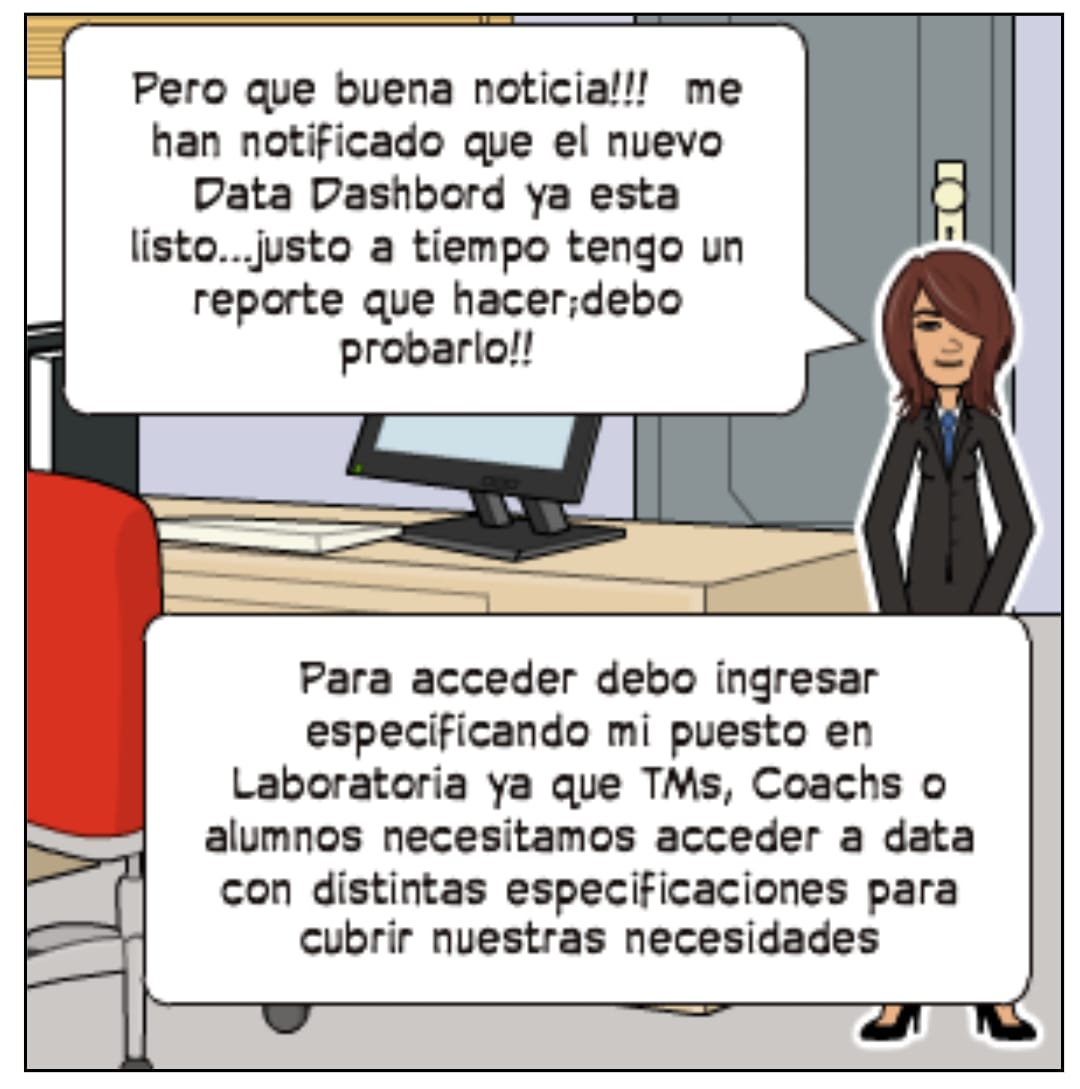 Pero que buena noticia!!! me
han notificado que el nuevo
Data Dashbord ya esta
listo...justo a tiempo tengo un
reporte que hacer;debo
probarlo!!
Para acceder debo ingresar
especificando mi puesto en
Laboratoria ya que TMs, Coachs o
alumnos necesitamos acceder a data
con distintas especificaciones para
cubrir nuestras necesidades